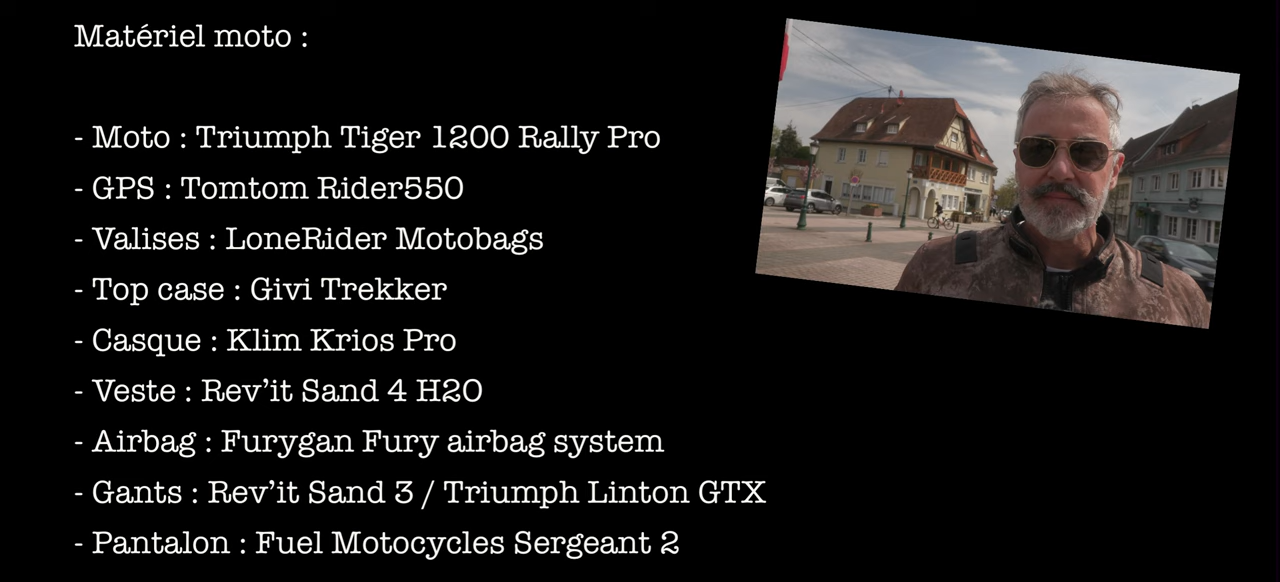 Matériel moto :
- Moto : Triumph Tiger 1200 Rally Pro
- GPS : Tomtom Rider550
- Valises : LoneRider Motobags
- Top case : Givi Trekker
- Casque : Klim Krios Pro
- Veste : Rev’it Sand 4 H2O
- Airbag : Furygan Fury airbag system
- Gants : Rev’it Sand 3 / Triumph Linton GTX
- Pantalon : Fuel Motocycles Sergeant 2